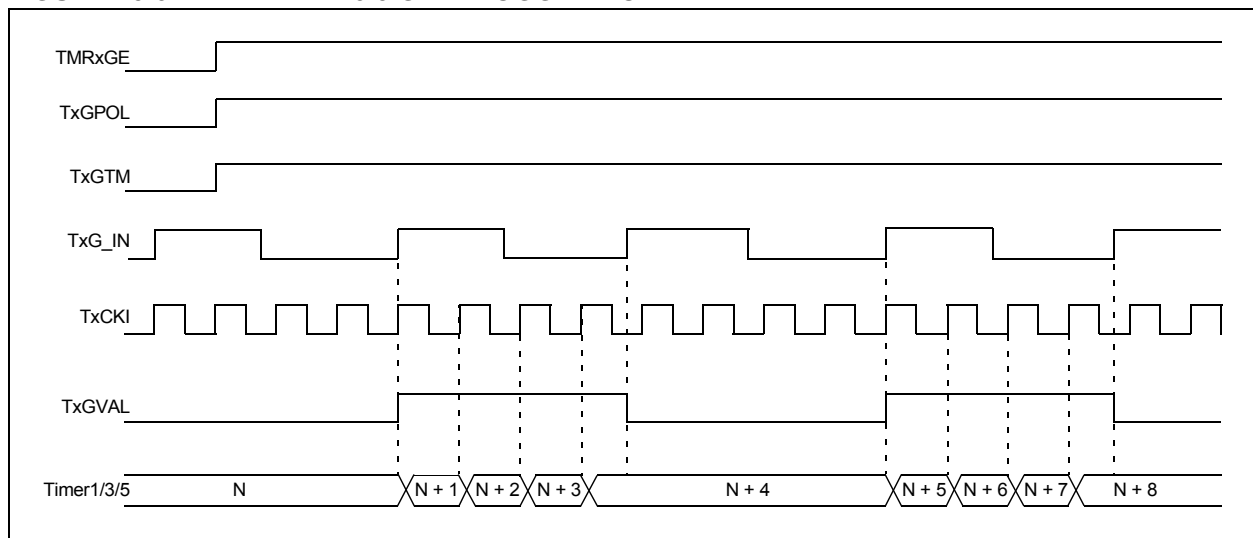 TMRxGE
TxGPOL
TxGTM
TxG_IN
TxCKI
TxGVAL
Timer1/3/5 N N + 1 N + 2 N + 3 N + 4 N + 5 N + 6 N + 7 N + 8